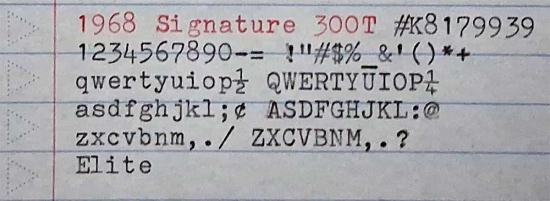 1968 Signature 300T #K8179939
1234567890-= !"#$%_&'()*+
qwertyuiop½ QWERTYUIOP¼
asdfghjkl;¢ ASDFGHJKL:@
zxcvbnm,./ ZXCVBNM,.?
Elite